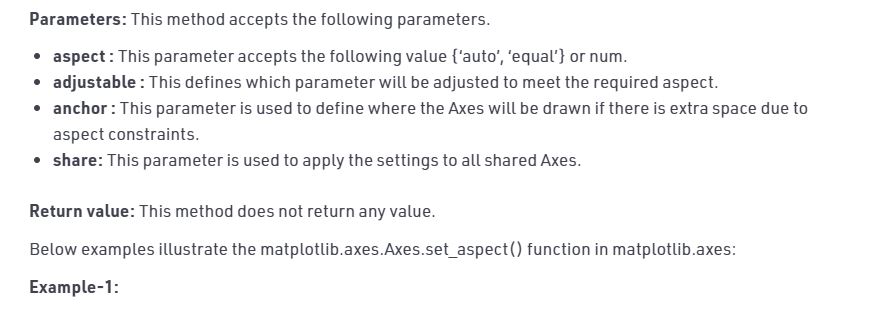 Parameters: This method accepts the following parameters.
• aspect : This parameter accepts the following value {‘auto’, ‘equal’} or num.
• adjustable : This defines which parameter will be adjusted to meet the required aspect.
• anchor : This parameter is used to define where the Axes will be drawn if there is extra space due to
aspect constraints.
• share: This parameter is used to apply the settings to all shared Axes.
Return value: This method does not return any value.
Below examples illustrate the matplotlib.axes.Axes.set_aspect() function in matplotlib.axes:
Example-1: